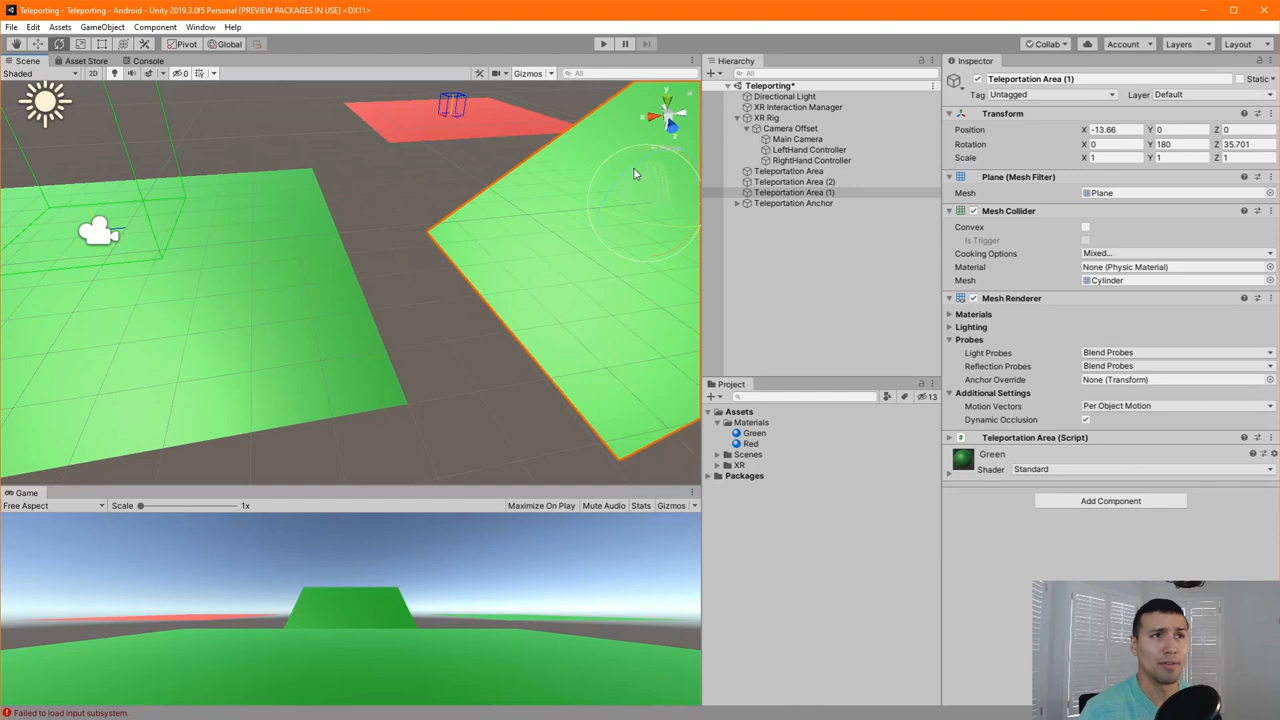 Teleporting - Teleporting - Android - Unity 2019.3.0f5 Personal [PREVIEW PACKAGES IN USE] <DX11>
File Edit Assets GameObject Component Window Help
Pivot Global Collab Account Layers Layout
Scene Asset Store Console
Shaded 2D 0 Gizmos All
y
x
z
Persp
Hierarchy
All
Teleporting*
Directional Light
XR Interaction Manager
XR Rig
Camera Offset
Main Camera
LeftHand Controller
RightHand Controller
Teleportation Area
Teleportation Area (2)
Teleportation Area (1)
Teleportation Anchor
Project
13
Assets
Materials
Green
Red
Scenes
XR
Packages
Inspector
Teleportation Area (1) Static
Tag Untagged Layer Default
Transform
Position X -13.66 Y 0 Z 0
Rotation X 0 Y 180 Z 35.701
Scale X 1 Y 1 Z 1
Plane (Mesh Filter)
Mesh Plane
Mesh Collider
Convex
Is Trigger
Cooking Options Mixed...
Material None (Physic Material)
Mesh Cylinder
Mesh Renderer
Materials
Lighting
Probes
Light Probes Blend Probes
Reflection Probes Blend Probes
Anchor Override None (Transform)
Additional Settings
Motion Vectors Per Object Motion
Dynamic Occlusion
Teleportation Area (Script)
Green
Shader Standard
Add Component
Game
Free Aspect Scale 1x Maximize On Play Mute Audio Stats Gizmos
Failed to load input subsystem.